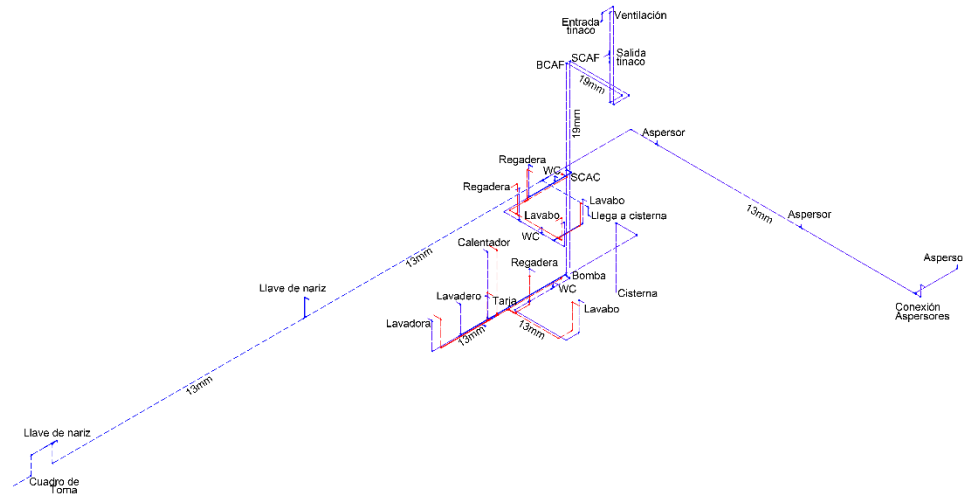 Entrada
tinaco
Ventilación
BCAF
SCAF
Salida
tinaco
19mm
19mm
Aspersor
Regadera
WC
SCAC
Regadera
Lavabo
Lavabo
Llega a cisterna
WC
13mm
Aspersor
Calentador
13mm
Regadera
Asperso
Bomba
WC
Cisterna
Llave de nariz
Lavadero
Tarja
Lavabo
Conexión
Aspersores
Lavadora
13mm
13mm
13mm
Llave de nariz
Cuadro de
Toma